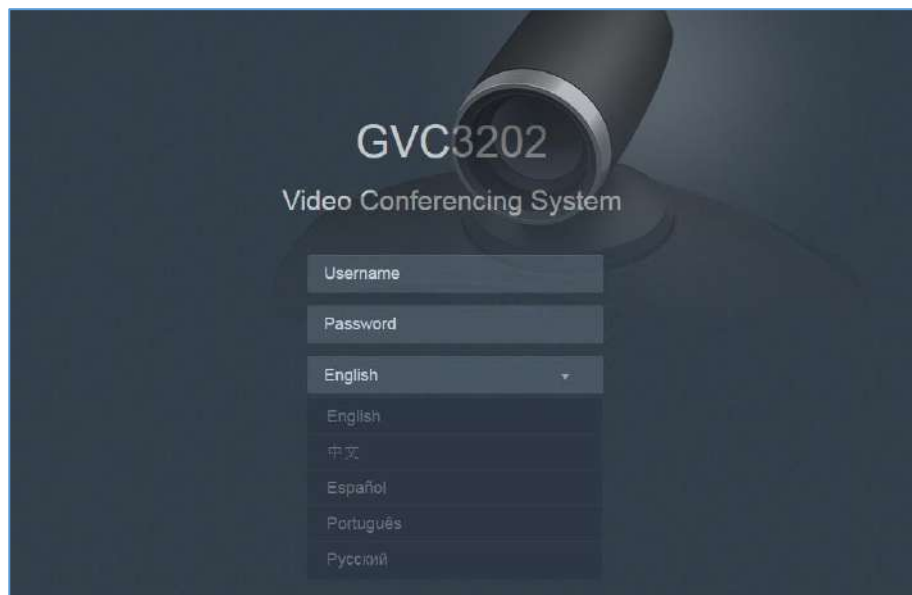 GVC3202
Video Conferencing System
Username
Password
English
English
中文
Español
Português
Русский